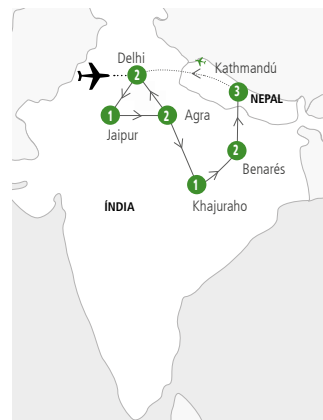 Delhi
2
Kathmandú
3
NEPAL
1
2
Agra
Jaipur
2
Benarés
1
Khajuraho
ÍNDIA